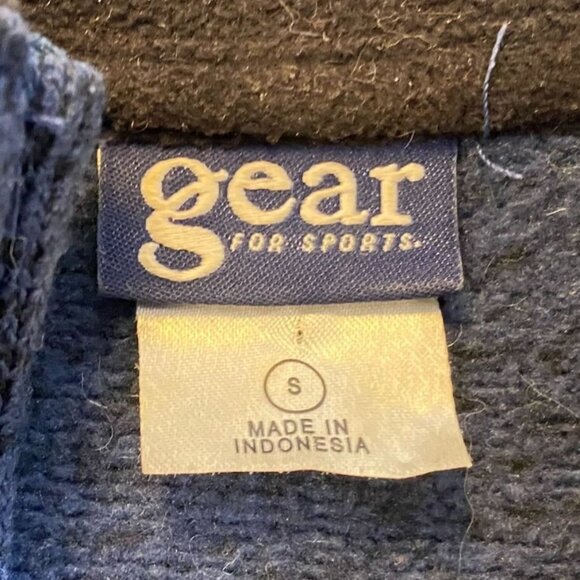 gear
FOR SPORTS.
S
MADE IN
INDONESIA